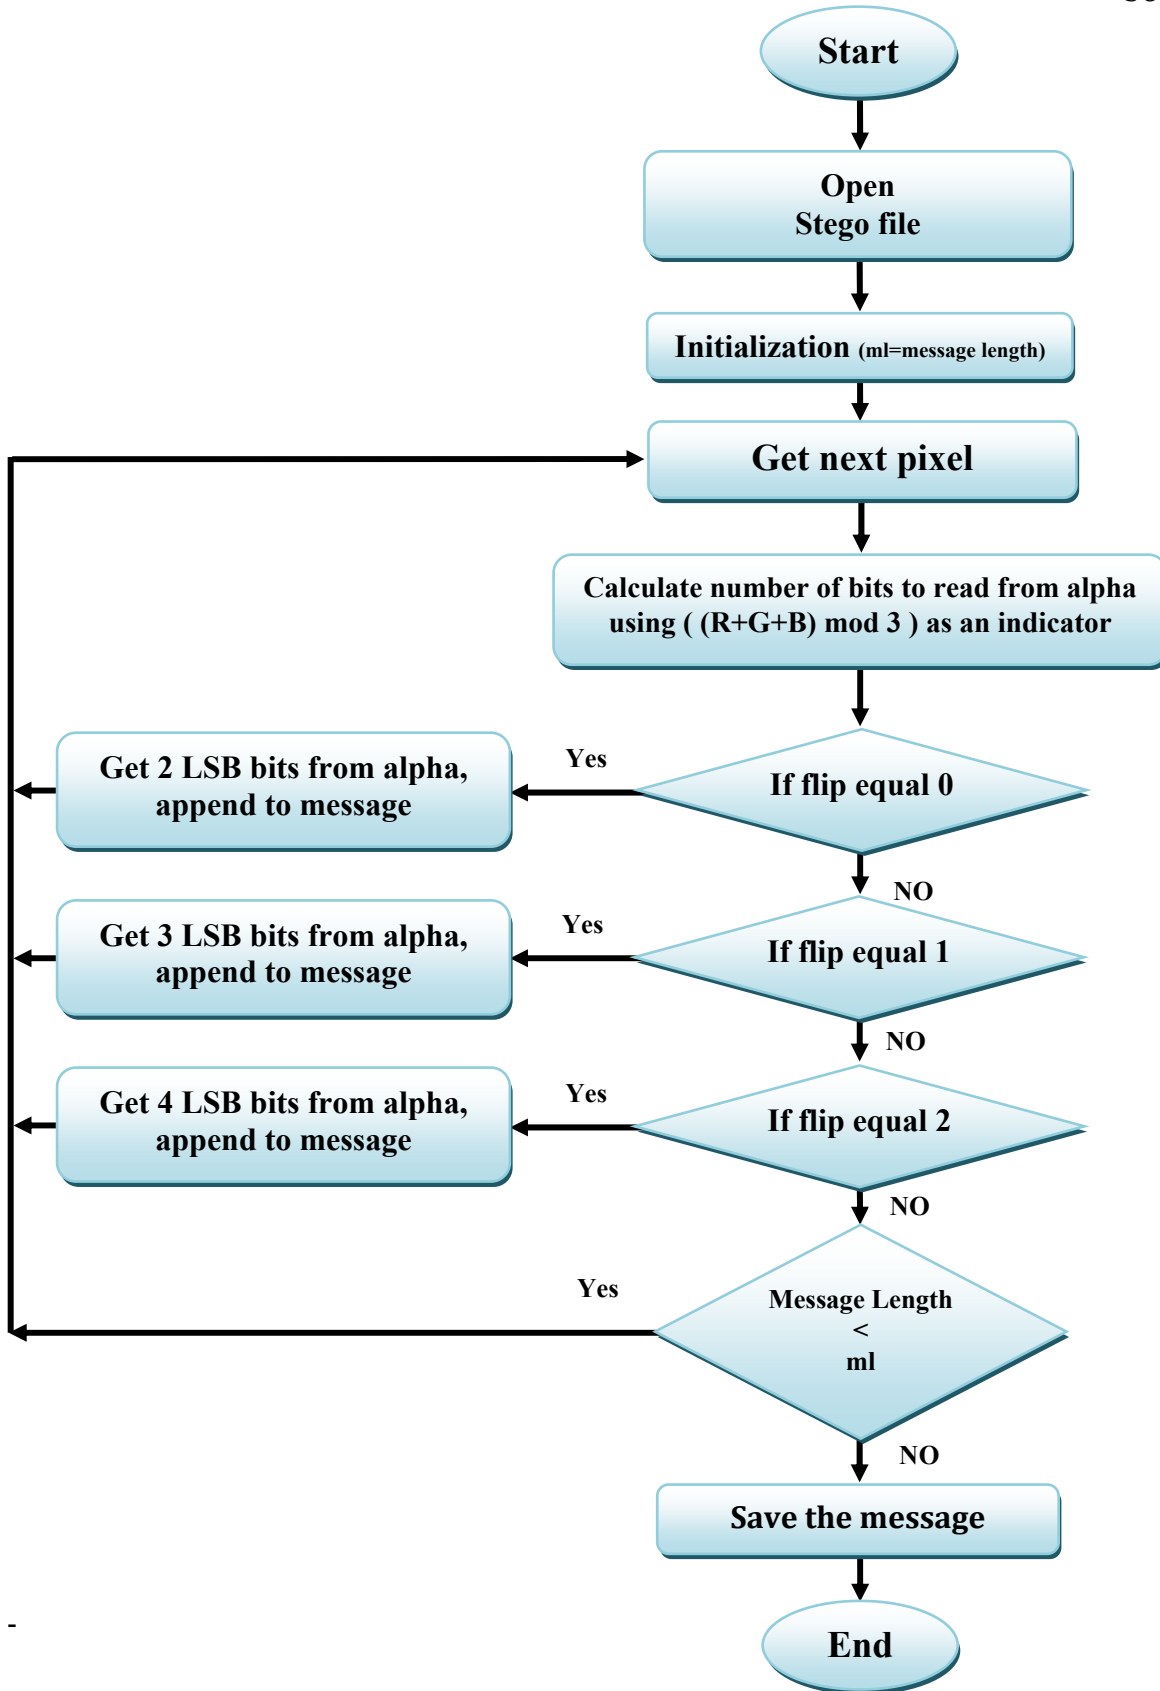 Start
Open
Stego file
Initialization (ml=message length)
Get next pixel
Calculate number of bits to read from alpha
using ( (R+G+B) mod 3 ) as an indicator
If flip equal 0
Yes
Get 2 LSB bits from alpha,
append to message
NO
If flip equal 1
Yes
Get 3 LSB bits from alpha,
append to message
NO
If flip equal 2
Yes
Get 4 LSB bits from alpha,
append to message
NO
Message Length
<
ml
Yes
NO
Save the message
End
-